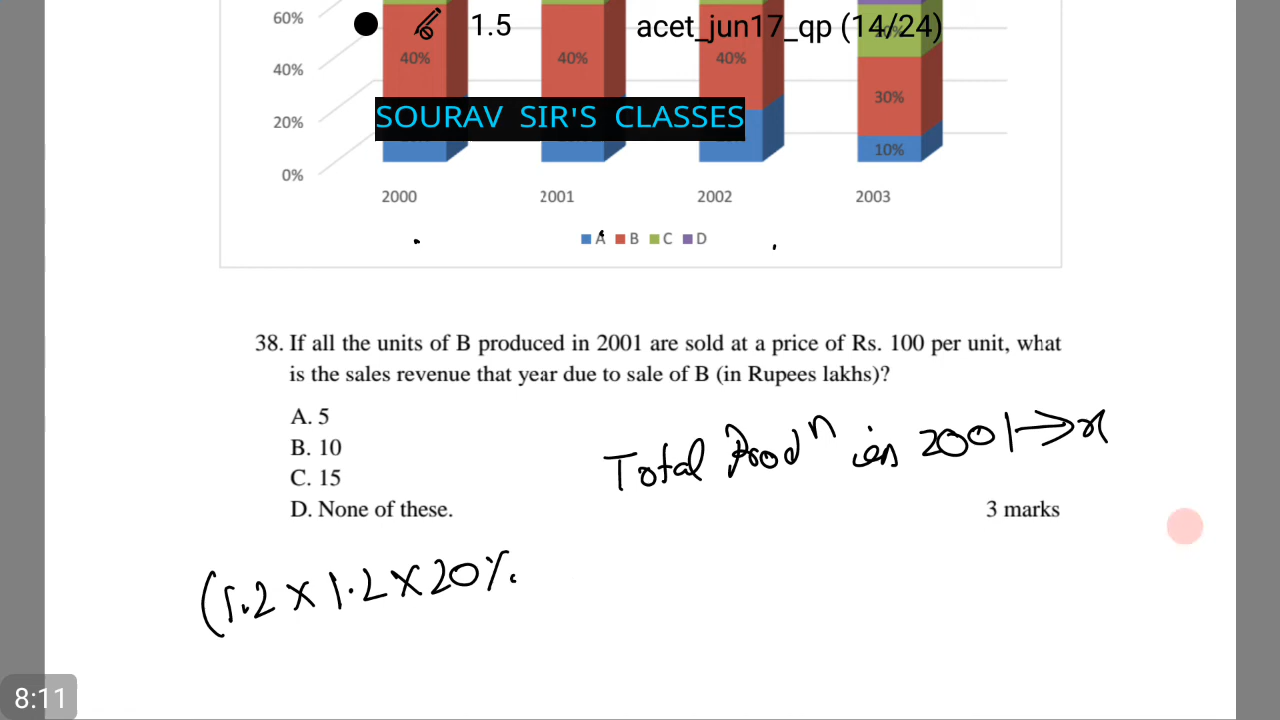 60%
1.5 acet_jun17_qp (14/24)
40% 40% 40% 40%
30%
20%
SOURAV SIR'S CLASSES
10%
0%
2000 2001 2002 2003
A B C D
38. If all the units of B produced in 2001 are sold at a price of Rs. 100 per unit, what
is the sales revenue that year due to sale of B (in Rupees lakhs)?
A. 5
B. 10
C. 15
D. None of these.
3 marks
Total Prodⁿ in 2001→x
(1.2 × 1.2 × 20%
8:11